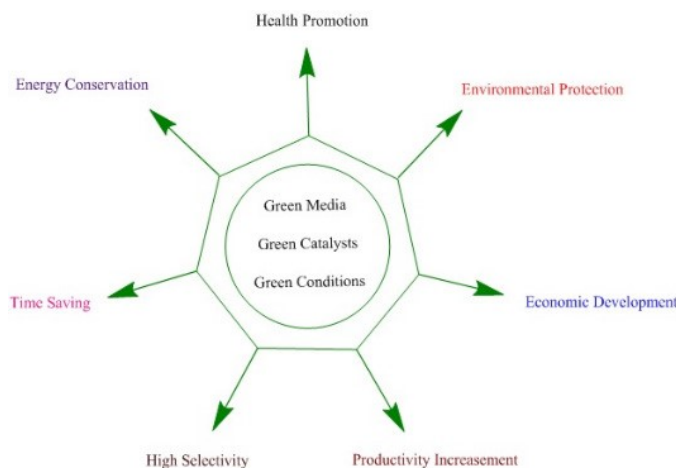 Health Promotion
Energy Conservation
Environmental Protection
Green Media
Green Catalysts
Green Conditions
Time Saving
Economic Development
High Selectivity
Productivity Increasement